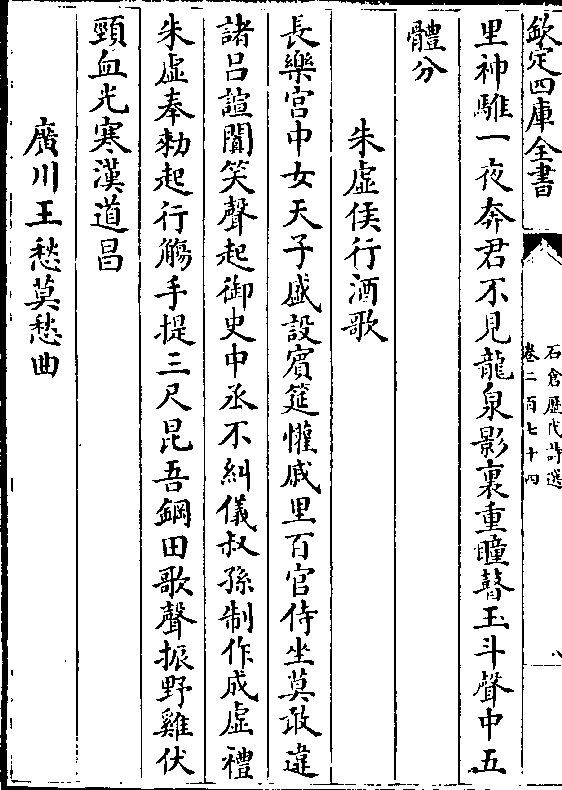 欽定四庫全書
石倉歷代詩選
卷二百七十四
八
里神騅一夜奔君不見龍泉影裏重瞳瞽玉斗聲中五
體分
朱虛侯行酒歌
長樂宮中女天子盛設賓筵懽戚里百官侍坐莫敢違
諸呂諠闐笑聲起御史中丞不糾儀叔孫制作成虛禮
朱虛奉勅起行觴手提三尺昆吾鋼田歌聲振野雞伏
頸血光寒漢道昌
廣川王愁莫愁曲